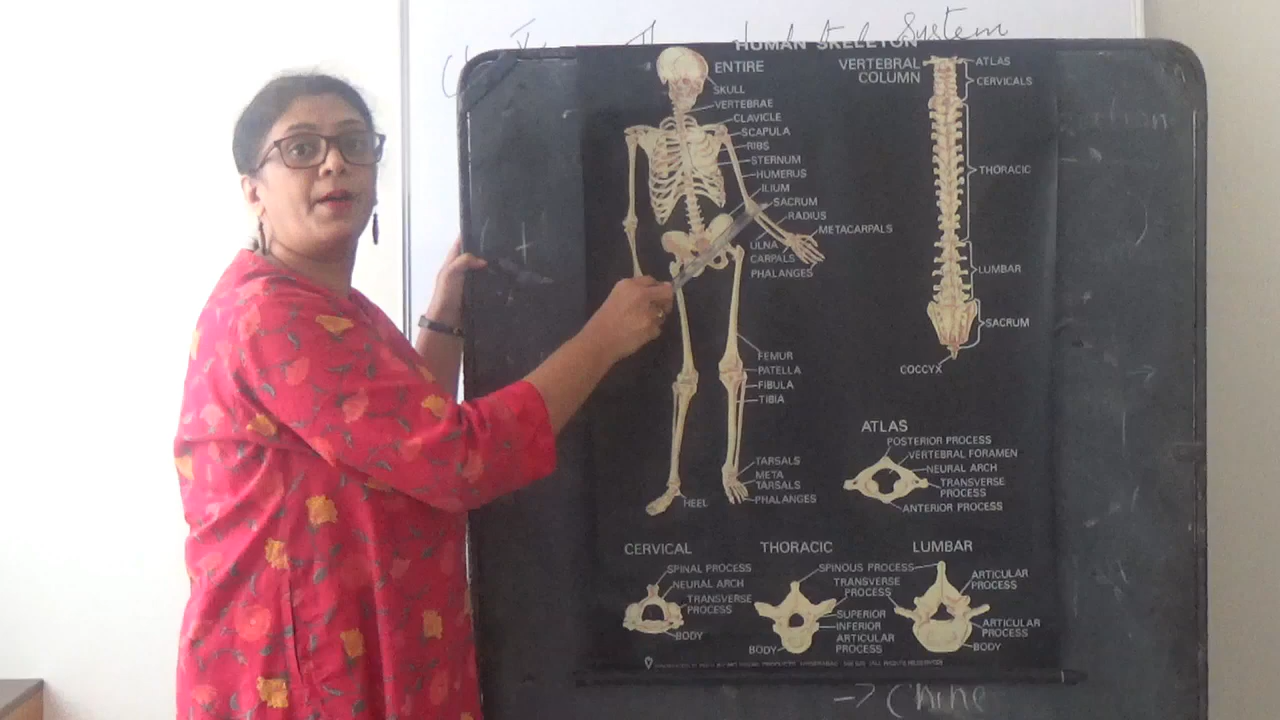 System
HUMAN SKELETON
ENTIRE
SKULL
VERTEBRAE
CLAVICLE
SCAPULA
RIBS
STERNUM
HUMERUS
ILIUM
SACRUM
RADIUS
METACARPALS
ULNA
CARPALS
PHALANGES
FEMUR
PATELLA
FIBULA
TIBIA
TARSALS
META
TARSALS
PHALANGES
HEEL
VERTEBRAL
COLUMN
ATLAS
CERVICALS
THORACIC
LUMBAR
SACRUM
COCCYX
ATLAS
POSTERIOR PROCESS
VERTEBRAL FORAMEN
NEURAL ARCH
TRANSVERSE
PROCESS
ANTERIOR PROCESS
CERVICAL
SPINAL PROCESS
NEURAL ARCH
TRANSVERSE
PROCESS
BODY
THORACIC
SPINOUS PROCESS
TRANSVERSE
PROCESS
SUPERIOR
INFERIOR
ARTICULAR
PROCESS
BODY
LUMBAR
ARTICULAR
PROCESS
ARTICULAR
PROCESS
BODY